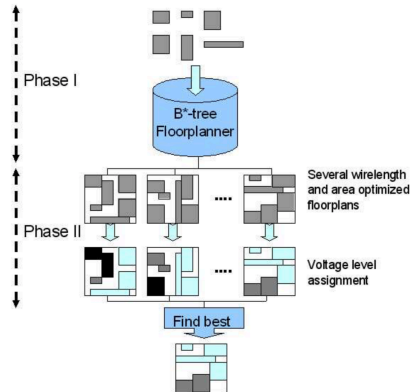 Phase I
B*-tree
Floorplanner
Several wirelength
and area optimized
floorplans
....
Phase II
....
Voltage level
assignment
Find best